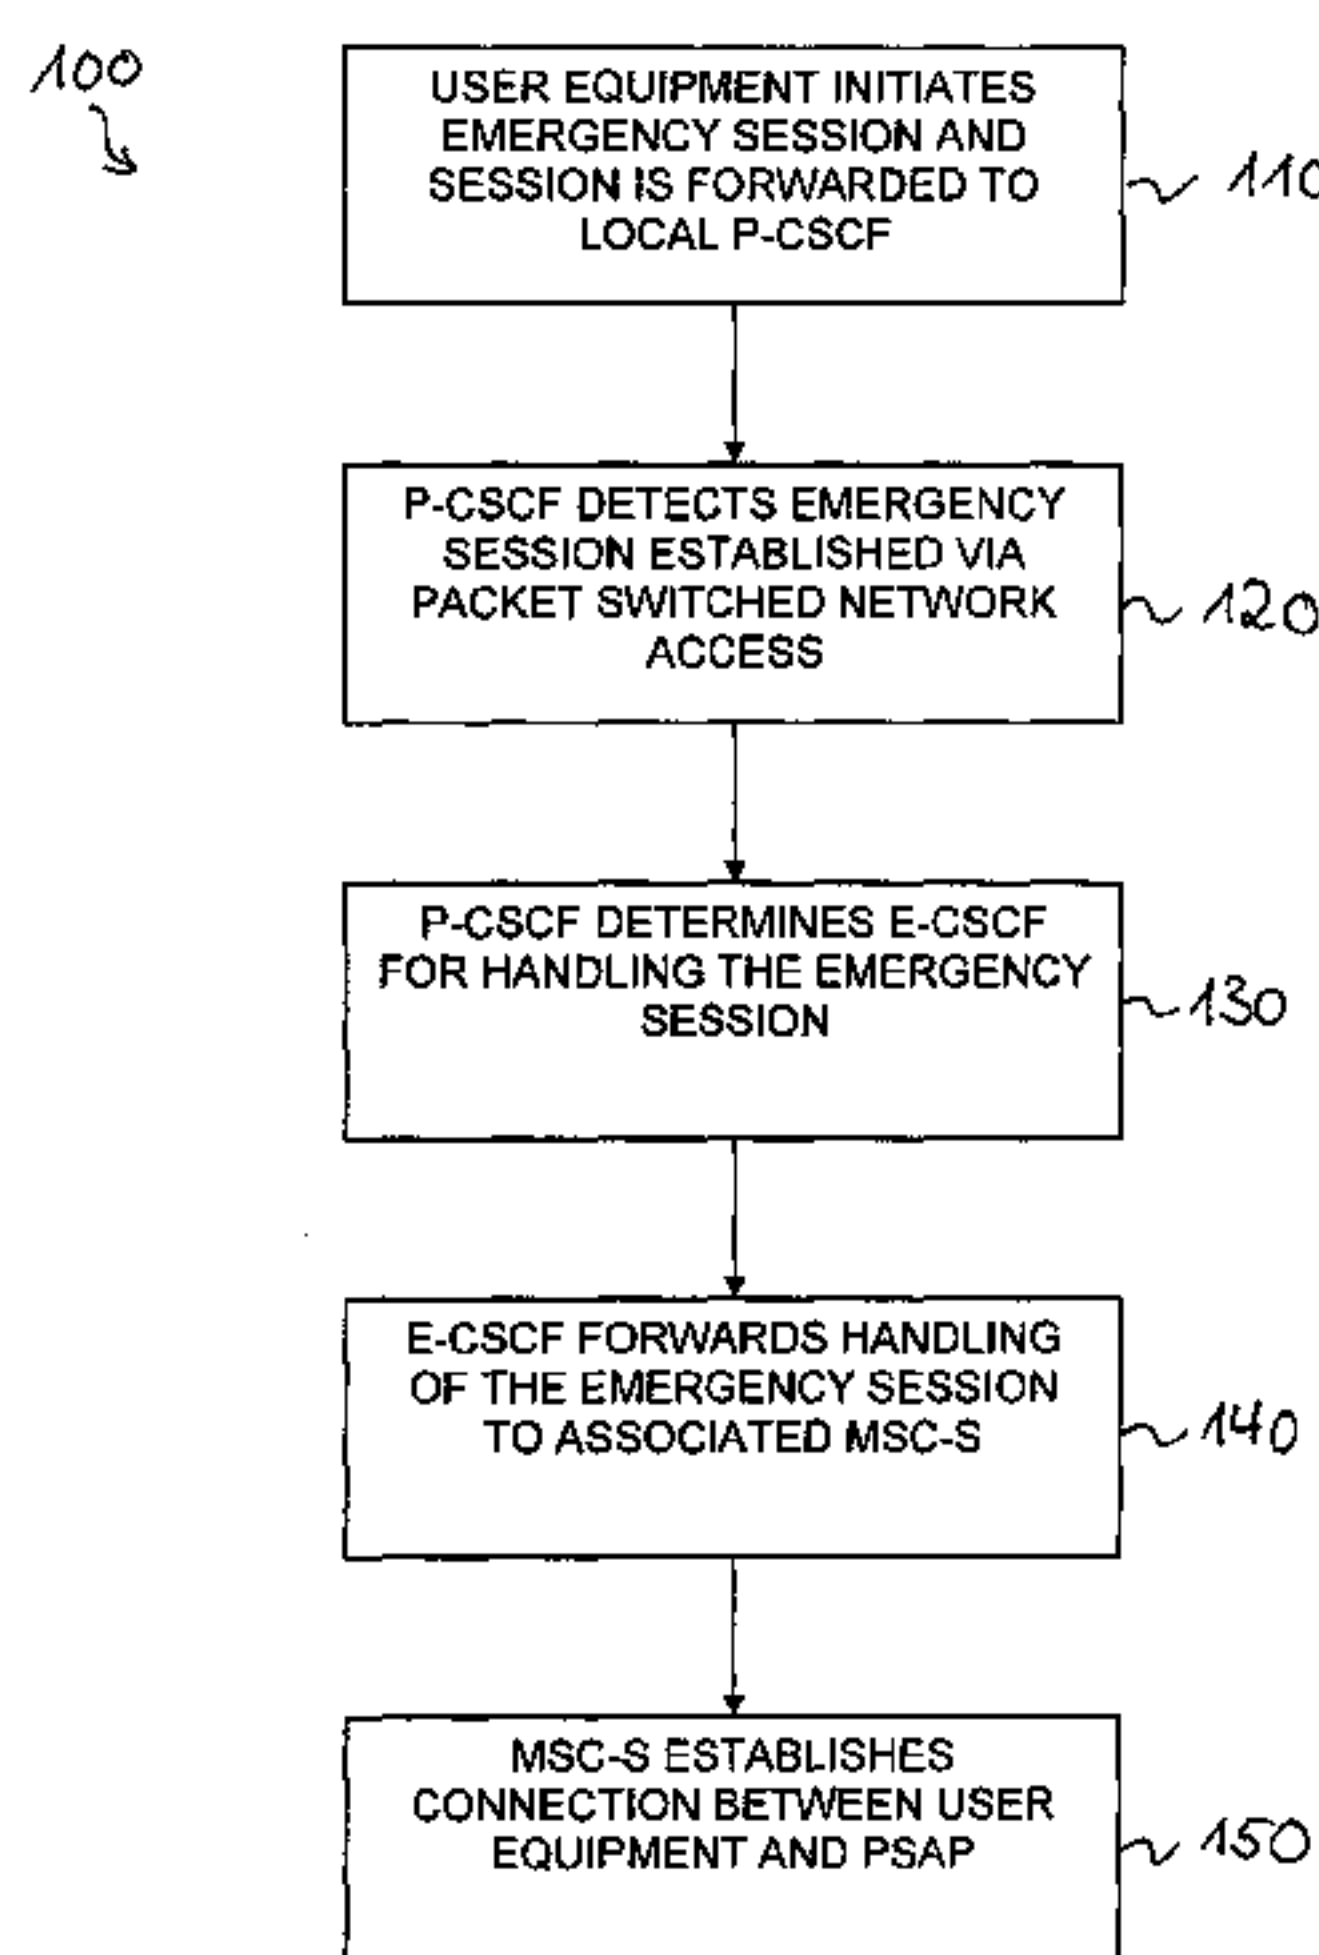 100
USER EQUIPMENT INITIATES
EMERGENCY SESSION AND
SESSION IS FORWARDED TO
LOCAL P-CSCF
110
P-CSCF DETECTS EMERGENCY
SESSION ESTABLISHED VIA
PACKET SWITCHED NETWORK
ACCESS
120
P-CSCF DETERMINES E-CSCF
FOR HANDLING THE EMERGENCY
SESSION
130
E-CSCF FORWARDS HANDLING
OF THE EMERGENCY SESSION
TO ASSOCIATED MSC-S
140
MSC-S ESTABLISHES
CONNECTION BETWEEN USER
EQUIPMENT AND PSAP
150